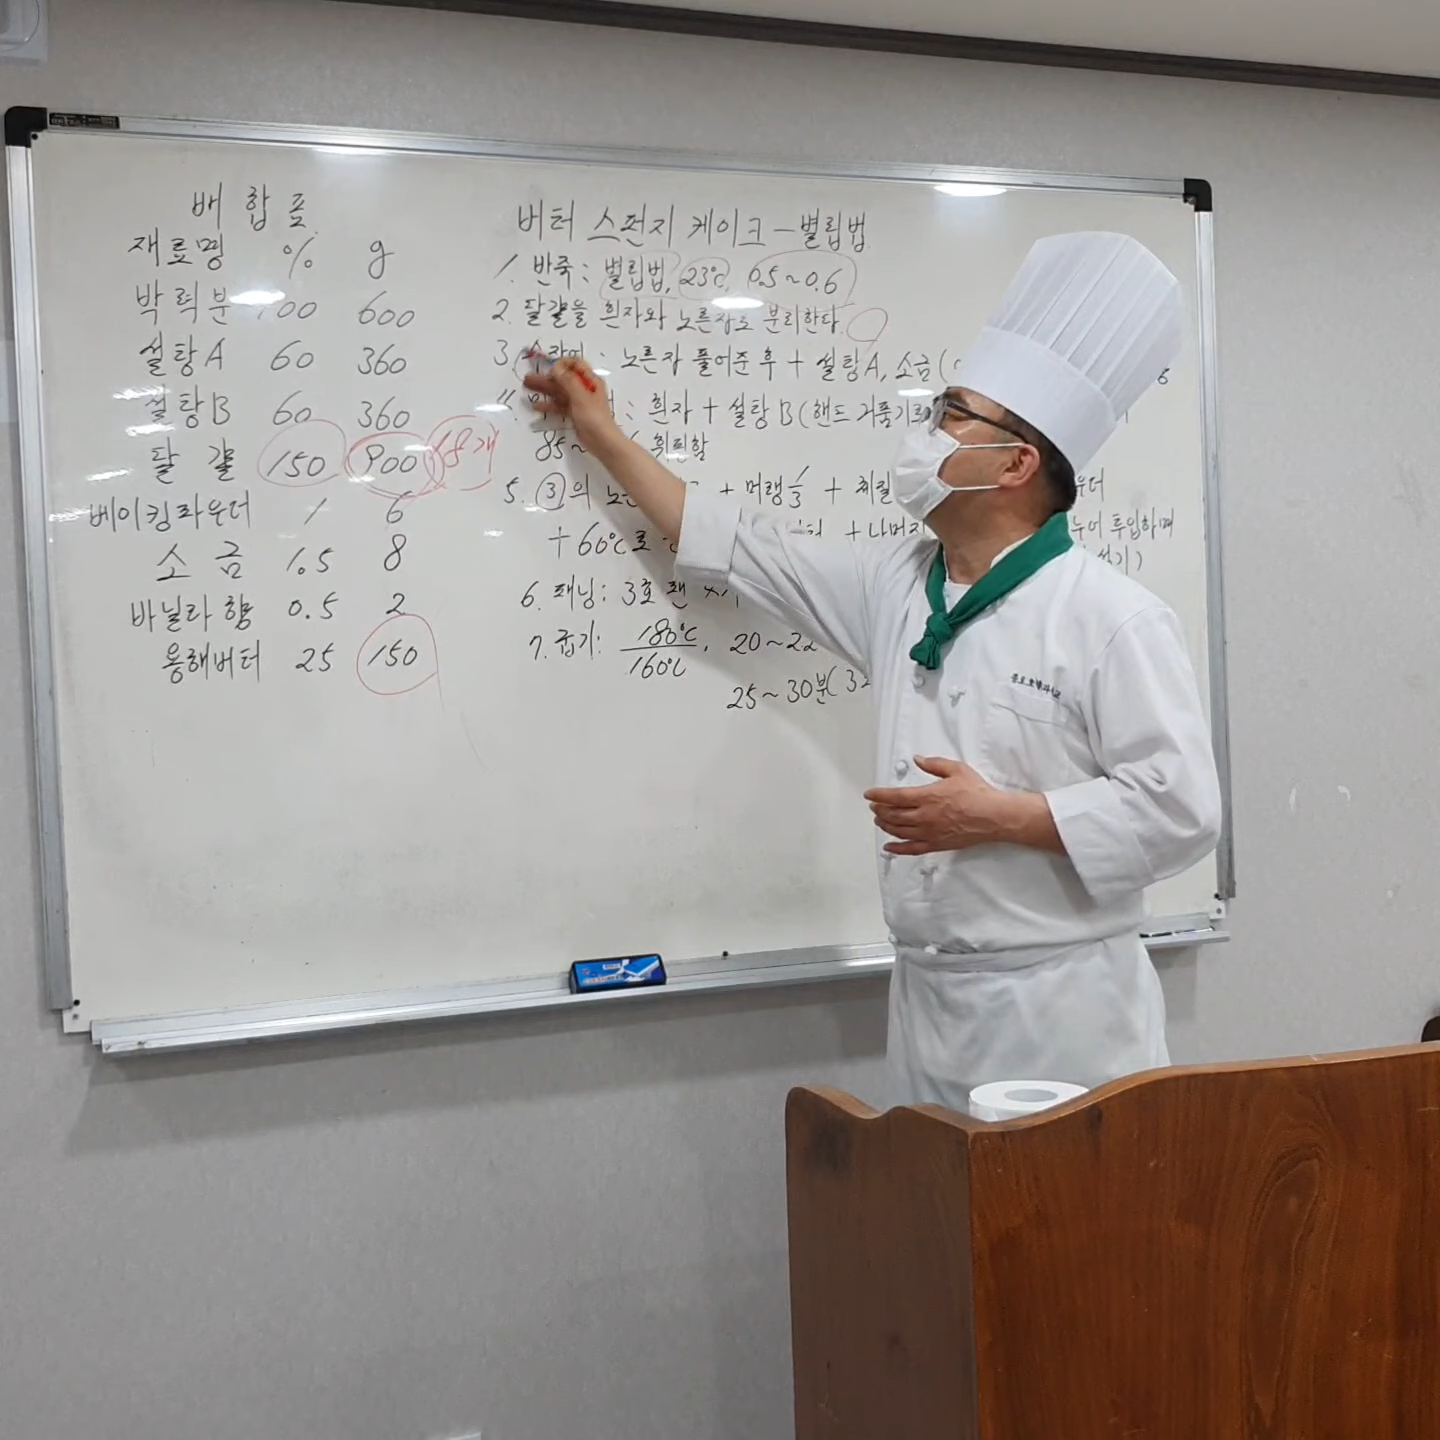 배합표
재료명 % g
박력분 100 600
설탕A 60 360
설탕B 60 360
달걀 150 900 18개
베이킹파우더 1 6
소금 1.5 8
바닐라향 0.5 2
용해버터 25 150
버터 스펀지 케이크-별립법
1. 반죽: 별립법, 23℃, 0.5~0.6
2. 달걀을 흰자와 노른자로 분리한다.
3. : 노른자 풀어준 후 + 설탕A, 소금(
4. : 흰자 + 설탕B(핸드 거품기로
85~ 휘핑함
5. ③의 + 머랭 1/3 + 체질
+60℃로 + 나머지 나누어 투입하며
6. 패닝: 3호 팬
7. 굽기: 180℃/160℃, 20~22
25~30분(32